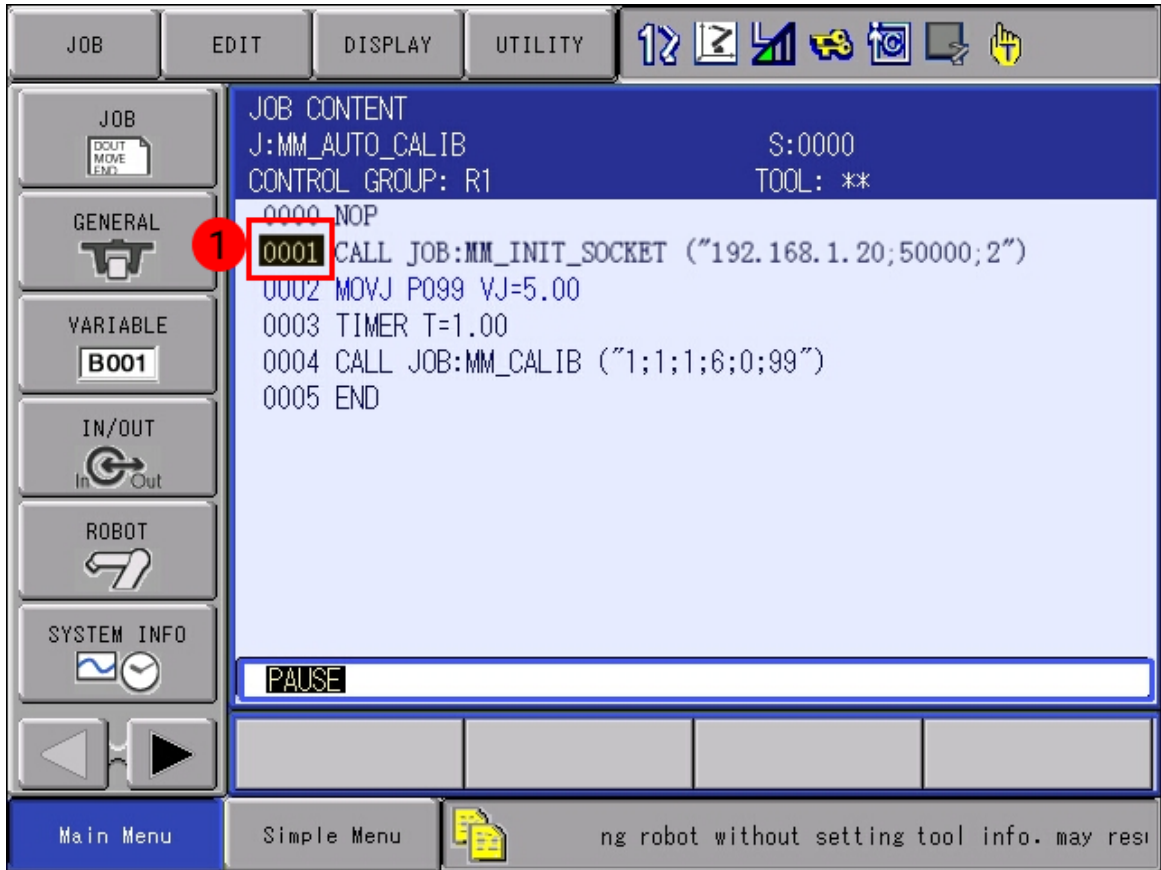 JOB EDIT DISPLAY UTILITY
JOB
DOUT
MOVE
END
GENERAL
VARIABLE
B001
IN/OUT
In Out
ROBOT
SYSTEM INFO
JOB CONTENT
J:MM_AUTO_CALIB S:0000
CONTROL GROUP: R1 TOOL: **
0000 NOP
1
0001 CALL JOB:MM_INIT_SOCKET ("192.168.1.20;50000;2")
0002 MOVJ P099 VJ=5.00
0003 TIMER T=1.00
0004 CALL JOB:MM_CALIB ("1;1;1;6;0;99")
0005 END
PAUSE
Main Menu Simple Menu ng robot without setting tool info. may resu